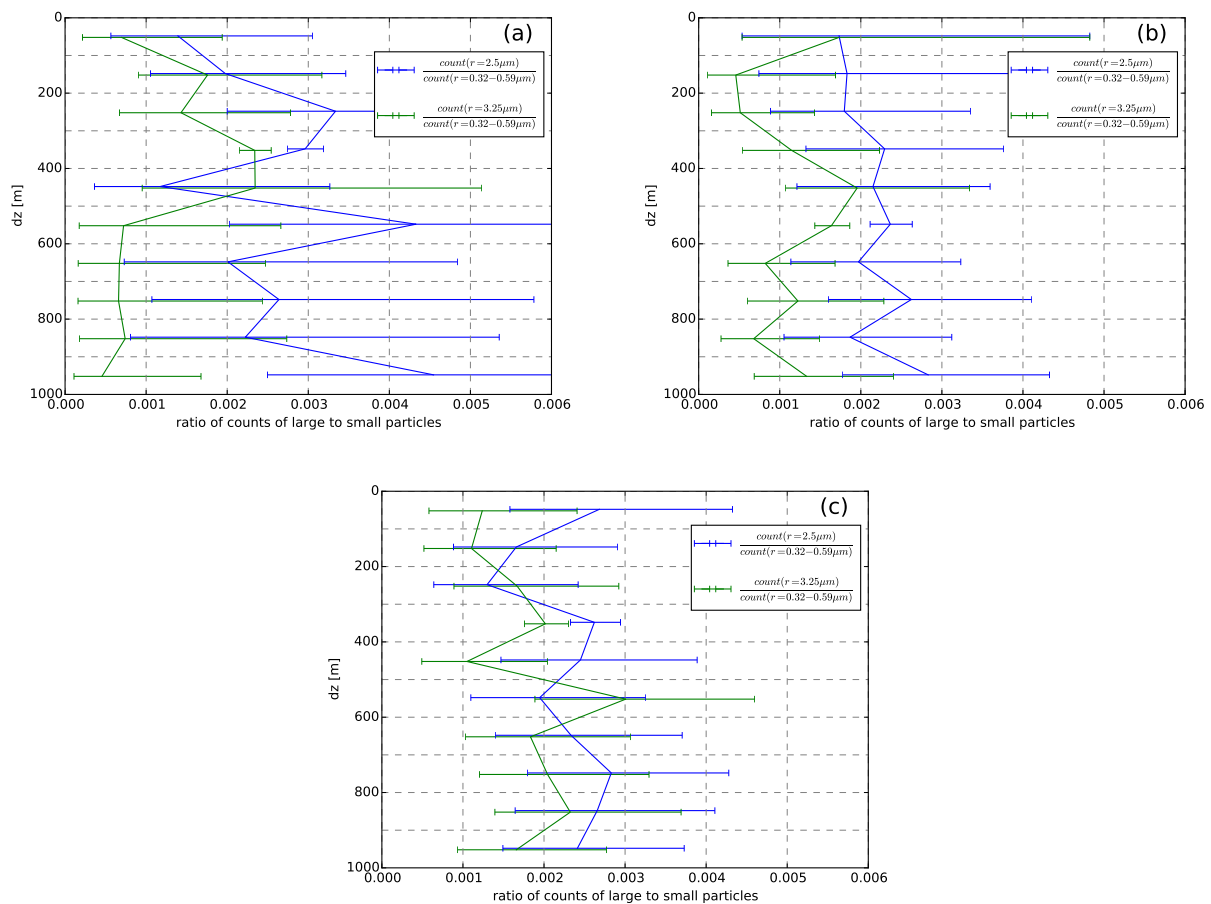 (a)
count(r=2.5μm)
count(r=0.32−0.59μm)
count(r=3.25μm)
count(r=0.32−0.59μm)
dz [m]
0
200
400
600
800
1000
0.000 0.001 0.002 0.003 0.004 0.005 0.006
ratio of counts of large to small particles
(b)
count(r=2.5μm)
count(r=0.32−0.59μm)
count(r=3.25μm)
count(r=0.32−0.59μm)
dz [m]
0
200
400
600
800
1000
0.000 0.001 0.002 0.003 0.004 0.005 0.006
ratio of counts of large to small particles
(c)
count(r=2.5μm)
count(r=0.32−0.59μm)
count(r=3.25μm)
count(r=0.32−0.59μm)
dz [m]
0
200
400
600
800
1000
0.000 0.001 0.002 0.003 0.004 0.005 0.006
ratio of counts of large to small particles